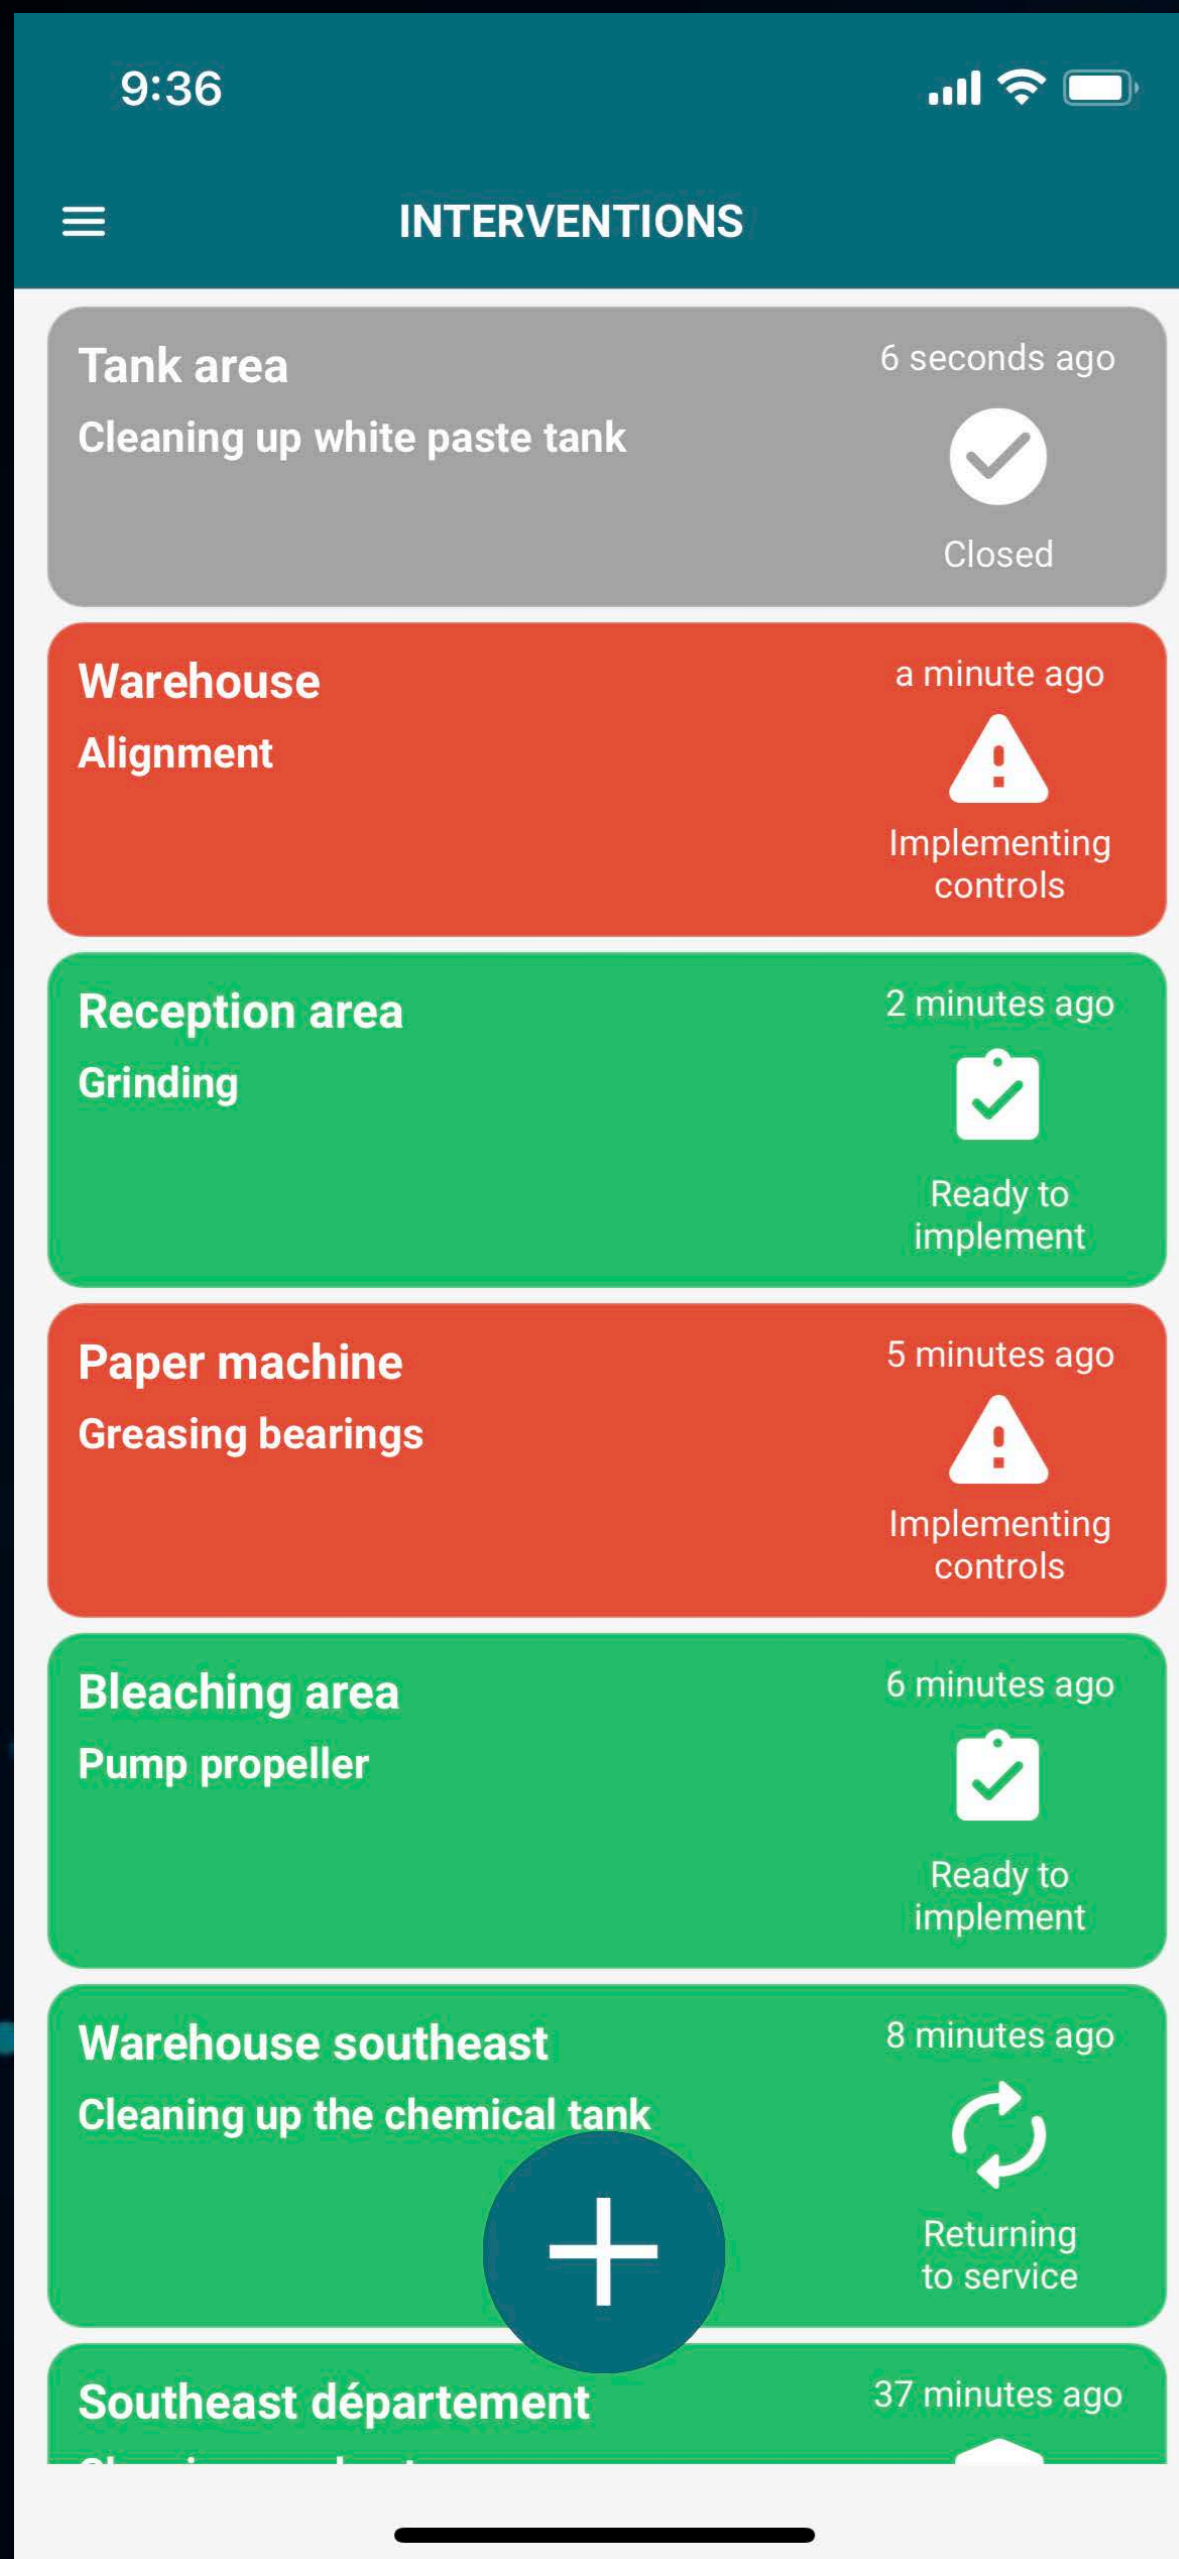 9:36
INTERVENTIONS
Tank area
6 seconds ago
Cleaning up white paste tank
Closed
Warehouse
a minute ago
Alignment
Implementing
controls
Reception area
2 minutes ago
Grinding
Ready to
implement
Paper machine
5 minutes ago
Greasing bearings
Implementing
controls
Bleaching area
6 minutes ago
Pump propeller
Ready to
implement
Warehouse southeast
8 minutes ago
Cleaning up the chemical tank
Returning
to service
Southeast département
37 minutes ago